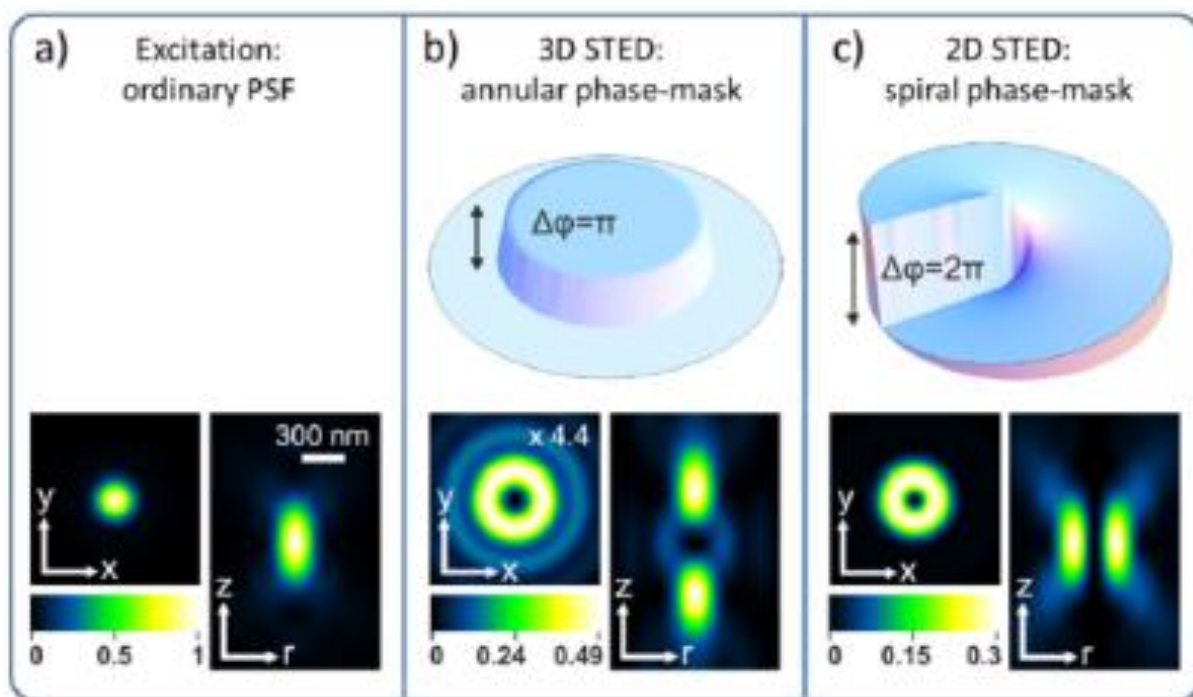 a) Excitation:
ordinary PSF
b) 3D STED:
annular phase-mask
c) 2D STED:
spiral phase-mask
Δφ=π
Δφ=2π
300 nm
x 4.4
y
x
z
r
0 0.5 1
y
x
z
r
0 0.24 0.49
y
x
z
r
0 0.15 0.3